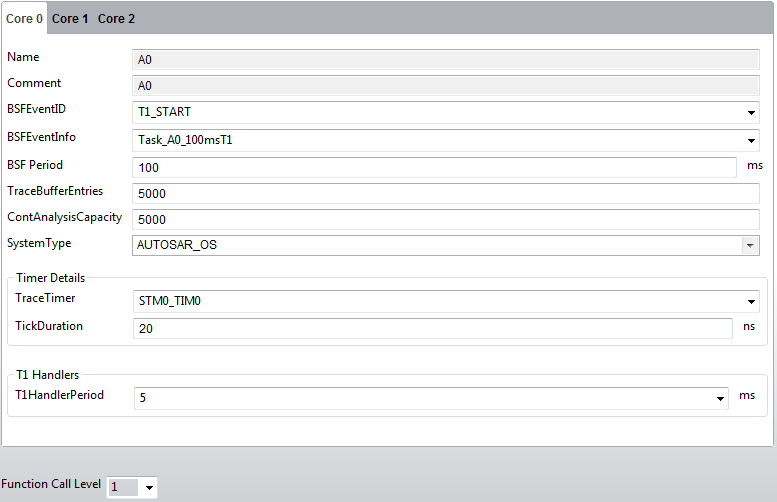 Core 0 Core 1 Core 2
Name A0
Comment A0
BSFEventID T1_START
BSFEventInfo Task_A0_100msT1
BSF Period 100 ms
TraceBufferEntries 5000
ContAnalysisCapacity 5000
SystemType AUTOSAR_OS
Timer Details
TraceTimer STM0_TIM0
TickDuration 20 ns
T1 Handlers
T1HandlerPeriod 5 ms
Function Call Level 1